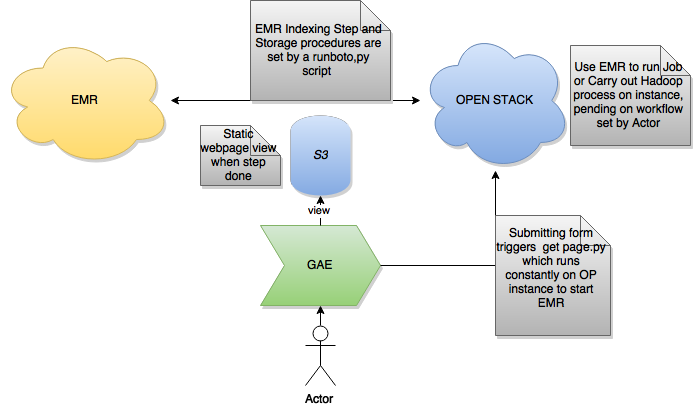 EMR Indexing Step and
Storage procedures are
set by a runboto,py
script
EMR
OPEN STACK
Use EMR to run Job
or Carry out Hadoop
process on instance,
pending on workflow
set by Actor
Static
webpage view
when step
done
S3
view
GAE
Submitting form
triggers get page.py
which runs
constantly on OP
instance to start
EMR
Actor